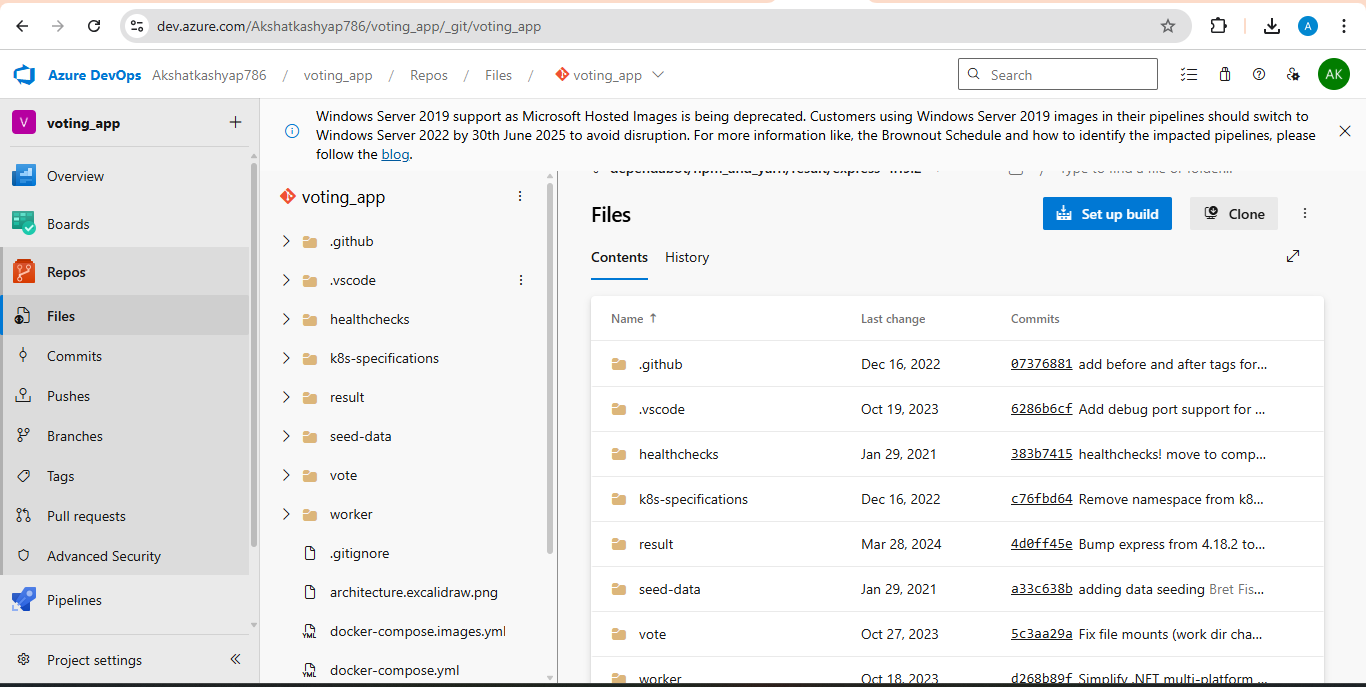 dev.azure.com/Akshatkashyap786/voting_app/_git/voting_app
A
Azure DevOps Akshatkashyap786 / voting_app / Repos / Files / voting_app
Search
AK
V voting_app +
Windows Server 2019 support as Microsoft Hosted Images is being deprecated. Customers using Windows Server 2019 images in their pipelines should switch to
Windows Server 2022 by 30th June 2025 to avoid disruption. For more information like, the Brownout Schedule and how to identify the impacted pipelines, please
follow the blog.
Overview
Boards
Repos
Files
Commits
Pushes
Branches
Tags
Pull requests
Advanced Security
Pipelines
Project settings
voting_app
.github
.vscode
healthchecks
k8s-specifications
result
seed-data
vote
worker
.gitignore
architecture.excalidraw.png
YML docker-compose.images.yml
YML docker-compose.yml
/ Type to find a file or folder...
Files
Set up build
Clone
Contents History
Name Last change Commits
.github Dec 16, 2022 07376881 add before and after tags for...
.vscode Oct 19, 2023 6286b6cf Add debug port support for ...
healthchecks Jan 29, 2021 383b7415 healthchecks! move to comp...
k8s-specifications Dec 16, 2022 c76fbd64 Remove namespace from k8...
result Mar 28, 2024 4d0ff45e Bump express from 4.18.2 to...
seed-data Jan 29, 2021 a33c638b adding data seeding Bret Fis...
vote Oct 27, 2023 5c3aa29a Fix file mounts (work dir cha...
worker Oct 18, 2023 d268b89f Simplify .NET multi-platform ...